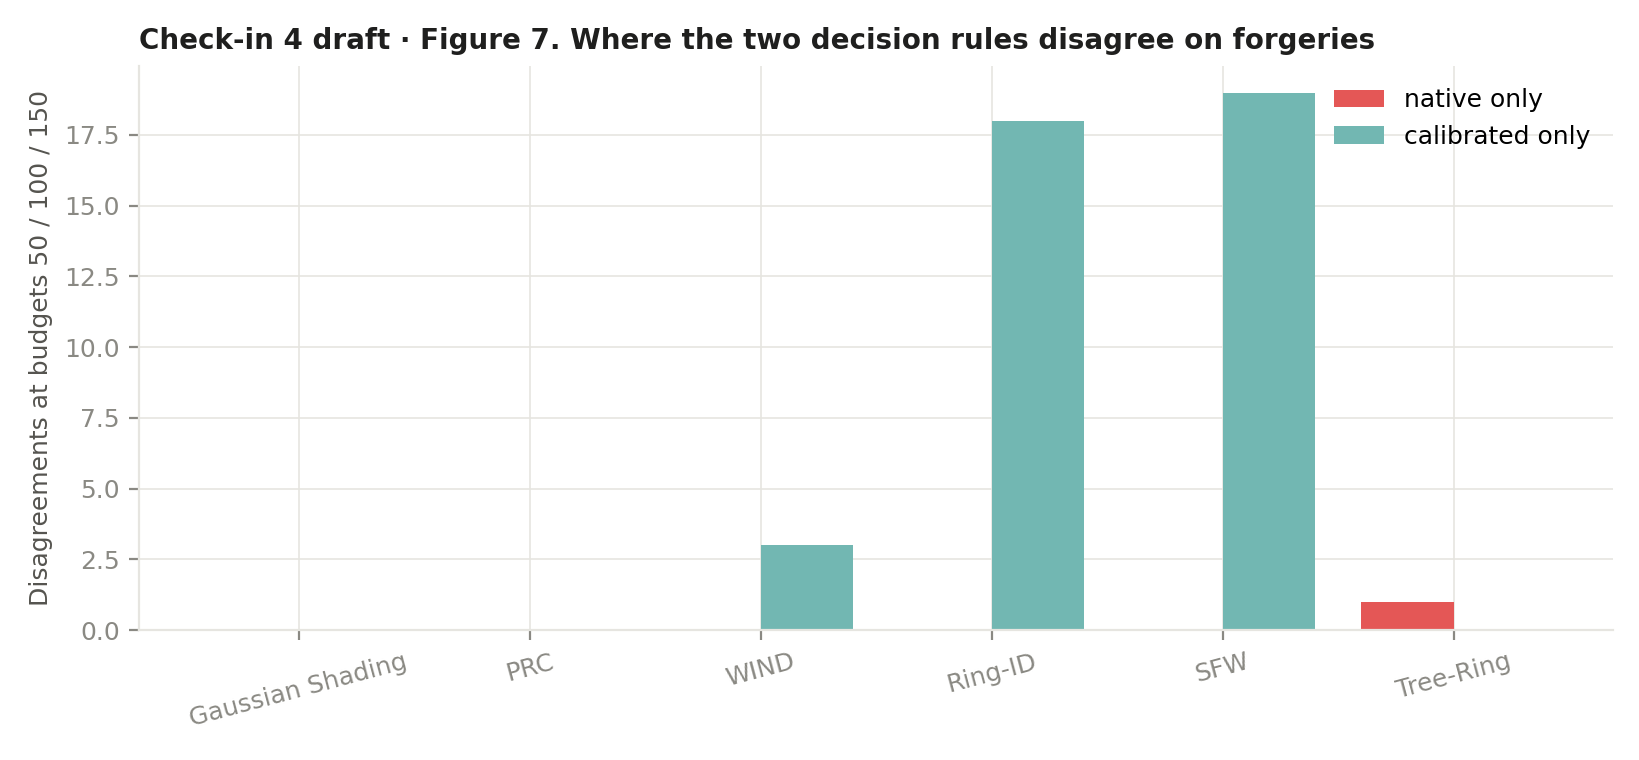 Check-in 4 draft · Figure 7. Where the two decision rules disagree on forgeries
native only
calibrated only
Disagreements at budgets 50 / 100 / 150
17.5
15.0
12.5
10.0
7.5
5.0
2.5
0.0
Gaussian Shading
PRC
WIND
Ring-ID
SFW
Tree-Ring